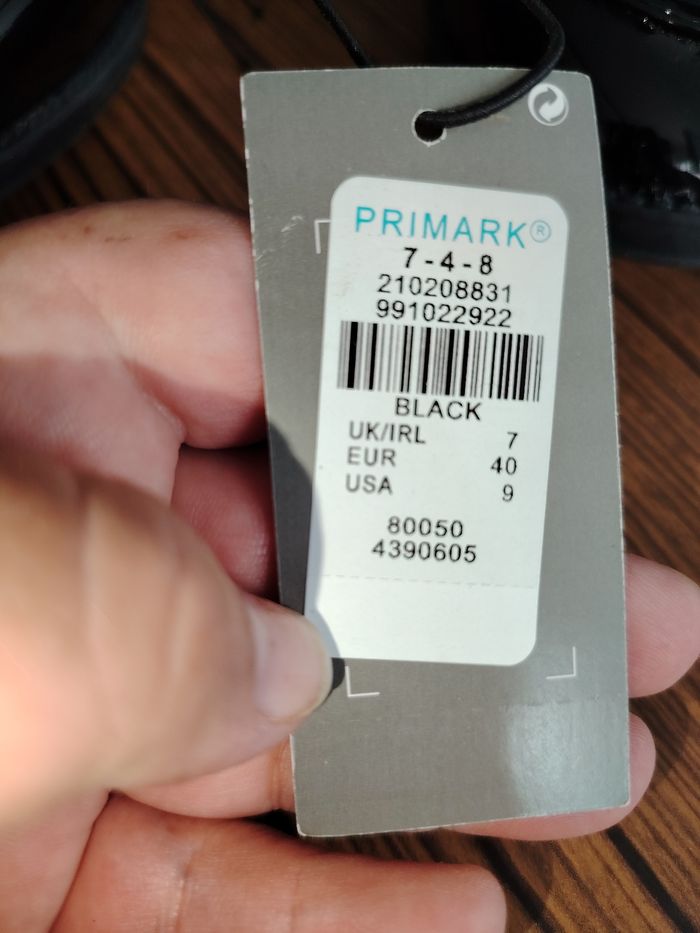 PRIMARK®
7-4-8
210208831
991022922
BLACK
UK/IRL 7
EUR 40
USA 9
80050
4390605